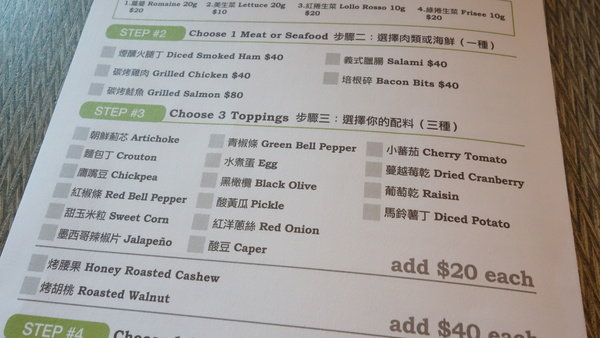 1.蘿蔓 Romaine 20g 2.美生菜 Lettuce 20g 3.紅捲生菜 Lollo Rosso 10g 4.綠捲生菜 Frisee 10g
$10 $20 $20
STEP #2 Choose 1 Meat or Seafood 步驟二：選擇肉類或海鮮（一種）
煙燻火腿丁 Diced Smoked Ham $40 義式臘腸 Salami $40
碳烤雞肉 Grilled Chicken $40 培根碎 Bacon Bits $40
碳烤鮭魚 Grilled Salmon $80
STEP #3 Choose 3 Toppings 步驟三：選擇你的配料（三種）
朝鮮薊芯 Artichoke 青椒條 Green Bell Pepper 小蕃茄 Cherry Tomato
麵包丁 Crouton 水煮蛋 Egg 蔓越莓乾 Dried Cranberry
鷹嘴豆 Chickpea 黑橄欖 Black Olive 葡萄乾 Raisin
紅椒條 Red Bell Pepper 酸黃瓜 Pickle 馬鈴薯丁 Diced Potato
甜玉米粒 Sweet Corn 紅洋蔥絲 Red Onion
墨西哥辣椒片 Jalapeño 酸豆 Caper
add $20 each
烤腰果 Honey Roasted Cashew
烤胡桃 Roasted Walnut
add $40 each
STEP #4